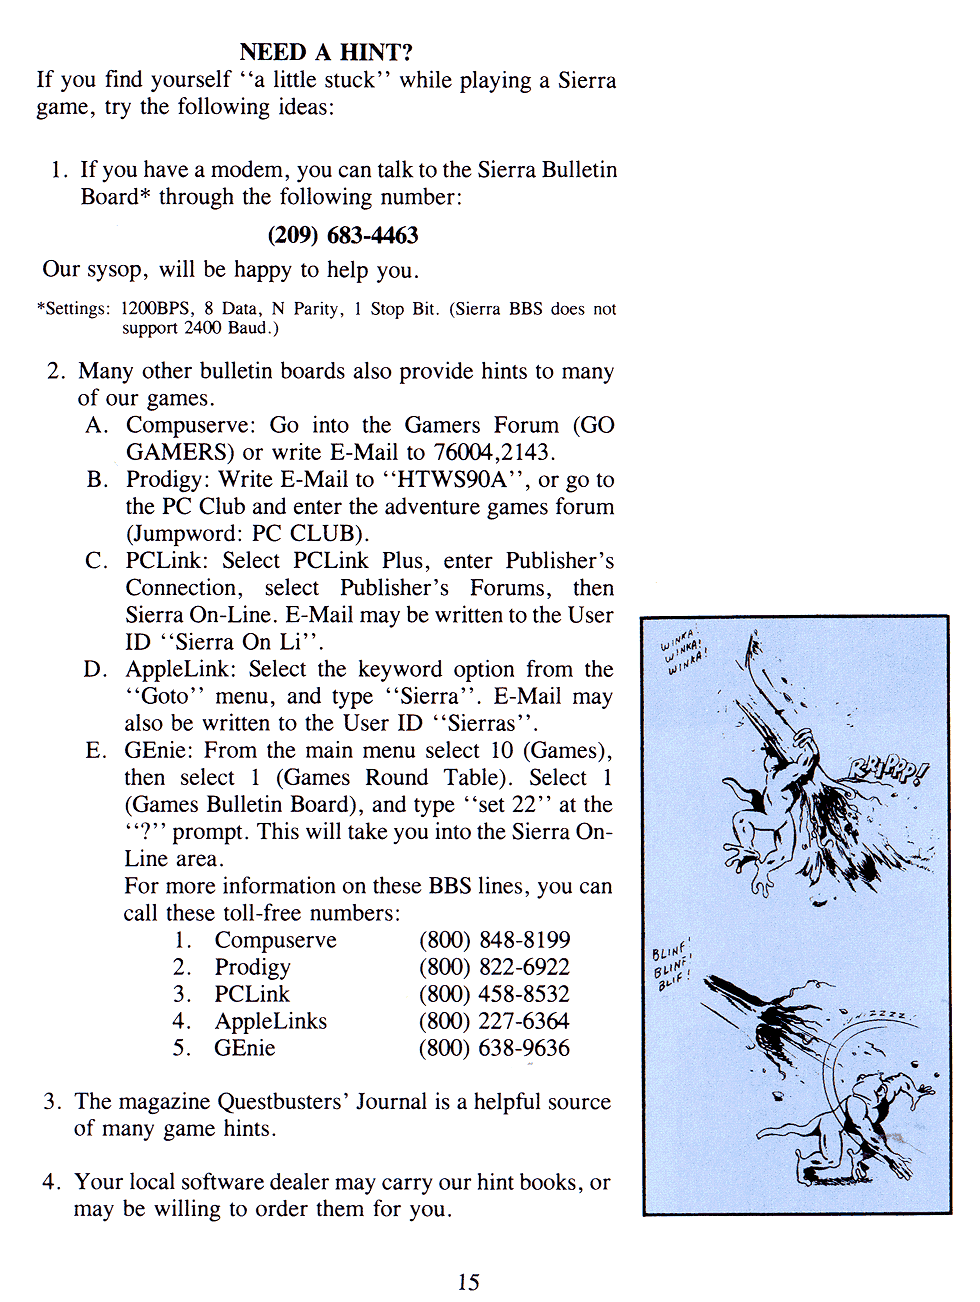 NEED A HINT?
If you find yourself ‘‘a little stuck’’ while playing a Sierra
game, try the following ideas:
1. If you have a modem, you can talk to the Sierra Bulletin
Board* through the following number:
(209) 683-4463
Our sysop, will be happy to help you.
*Settings: 1200BPS, 8 Data, N Parity, 1 Stop Bit. (Sierra BBS does not
support 2400 Baud.)
2. Many other bulletin boards also provide hints to many
of our games.
A. Compuserve: Go into the Gamers Forum (GO
GAMERS) or write E-Mail to 76004,2143.
B. Prodigy: Write E-Mail to ‘‘HTWS90A’’, or go to
the PC Club and enter the adventure games forum
(Jumpword: PC CLUB).
C. PCLink: Select PCLink Plus, enter Publisher’s
Connection, select Publisher’s Forums, then
Sierra On-Line. E-Mail may be written to the User
ID ‘‘Sierra On Li’’.
D. AppleLink: Select the keyword option from the
‘‘Goto’’ menu, and type ‘‘Sierra’’. E-Mail may
also be written to the User ID ‘‘Sierras’’.
E. GEnie: From the main menu select 10 (Games),
then select 1 (Games Round Table). Select 1
(Games Bulletin Board), and type ‘‘set 22’’ at the
‘‘?’’ prompt. This will take you into the Sierra On-
Line area.
For more information on these BBS lines, you can
call these toll-free numbers:
1. Compuserve (800) 848-8199
2. Prodigy (800) 822-6922
3. PCLink (800) 458-8532
4. AppleLinks (800) 227-6364
5. GEnie (800) 638-9636
3. The magazine Questbusters’ Journal is a helpful source
of many game hints.
4. Your local software dealer may carry our hint books, or
may be willing to order them for you.
WINKA!
WINKA!
WINKA!
R-RIPPP!
BLINF!
BLINF!
BLIF!
15